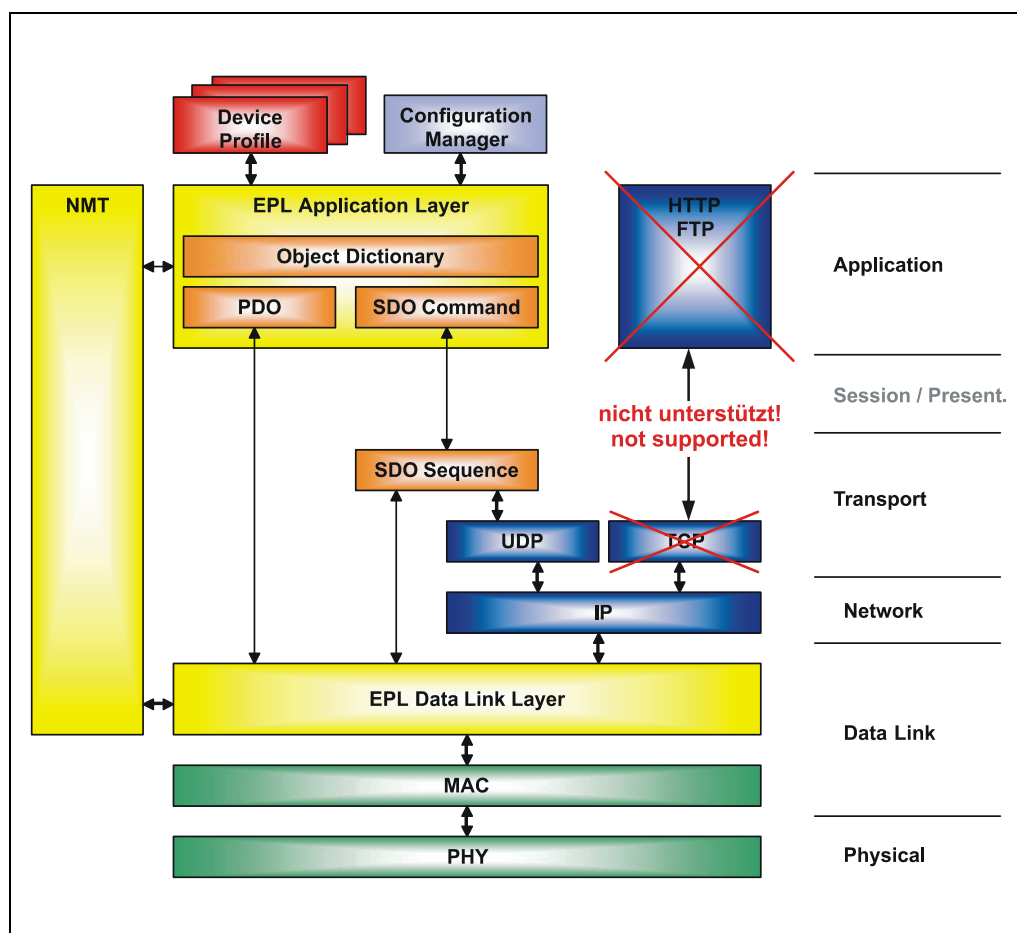 Device
Profile
Configuration
Manager
NMT
EPL Application Layer
HTTP
FTP
Object Dictionary
Application
PDO
SDO Command
Session / Present.
nicht unterstützt!
not supported!
SDO Sequence
Transport
UDP
TCP
IP
Network
EPL Data Link Layer
Data Link
MAC
PHY
Physical